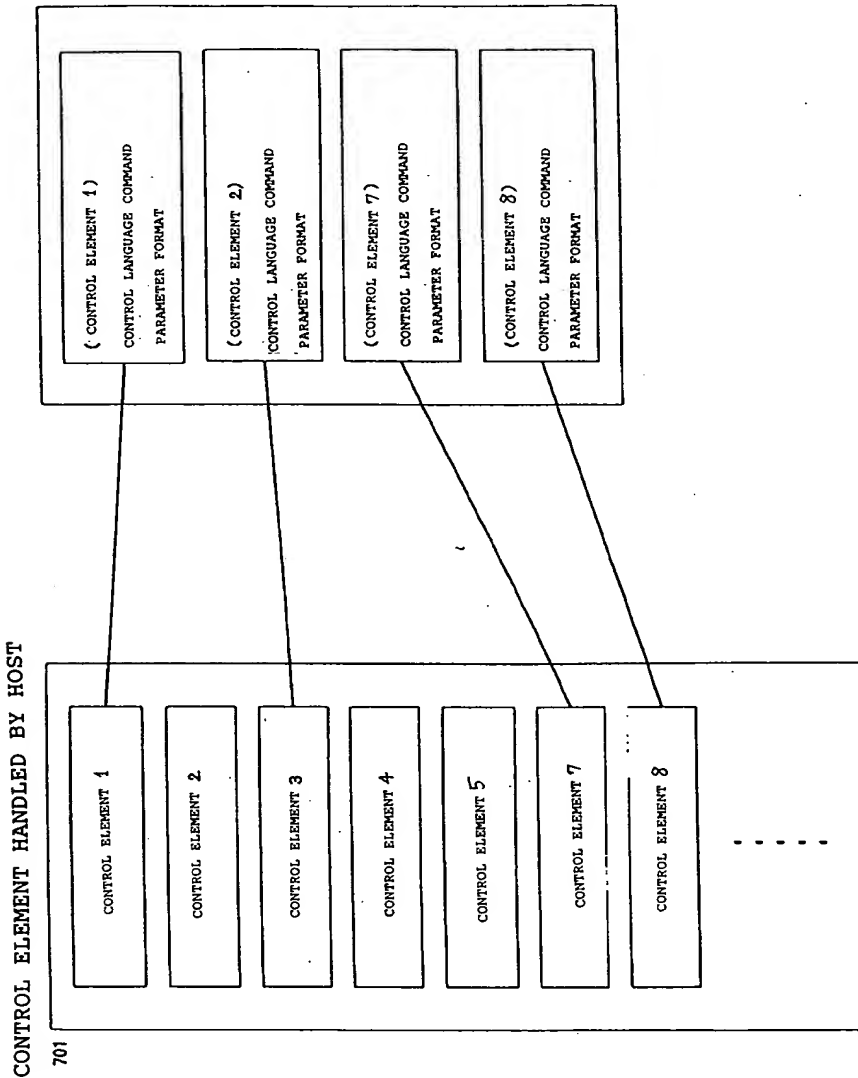 CONTROL ELEMENT HANDLED BY HOST
701
CONTROL ELEMENT 1
CONTROL ELEMENT 2
CONTROL ELEMENT 3
CONTROL ELEMENT 4
CONTROL ELEMENT 5
CONTROL ELEMENT 7
CONTROL ELEMENT 8
(CONTROL ELEMENT 1)
CONTROL LANGUAGE COMMAND
PARAMETER FORMAT
(CONTROL ELEMENT 2)
CONTROL LANGUAGE COMMAND
PARAMETER FORMAT
(CONTROL ELEMENT 7)
CONTROL LANGUAGE COMMAND
PARAMETER FORMAT
(CONTROL ELEMENT 8)
CONTROL LANGUAGE COMMAND
PARAMETER FORMAT